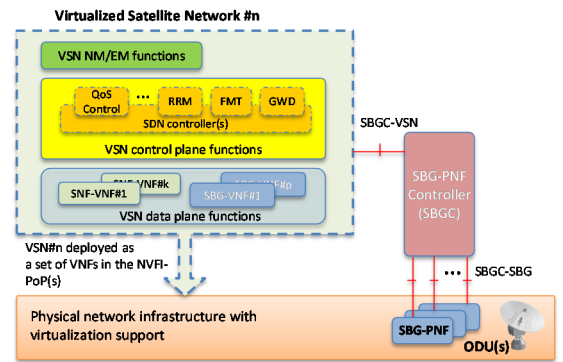 Virtualized Satellite Network #n
VSN NM/EM functions
QoS
Control
...
RRM
FMT
GWD
SDN controller(s)
VSN control plane functions
SNF-VNF#k
SNF-VNF#1
SBG-VNF#p
SBG-VNF#1
VSN data plane functions
SBGC-VSN
SBG-PNF
Controller
(SBGC)
VSN#n deployed as
a set of VNFs in the NVFI-
PoP(s)
...
SBGC-SBG
Physical network infrastructure with
virtualization support
SBG-PNF
ODU(s)